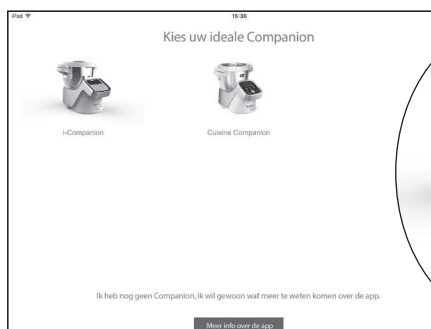 iPad 15:36
Kies uw ideale Companion
i-Companion Cuisine Companion
Ik heb nog geen Companion, ik wil gewoon wat meer te weten komen over de app.
Meer info over de app